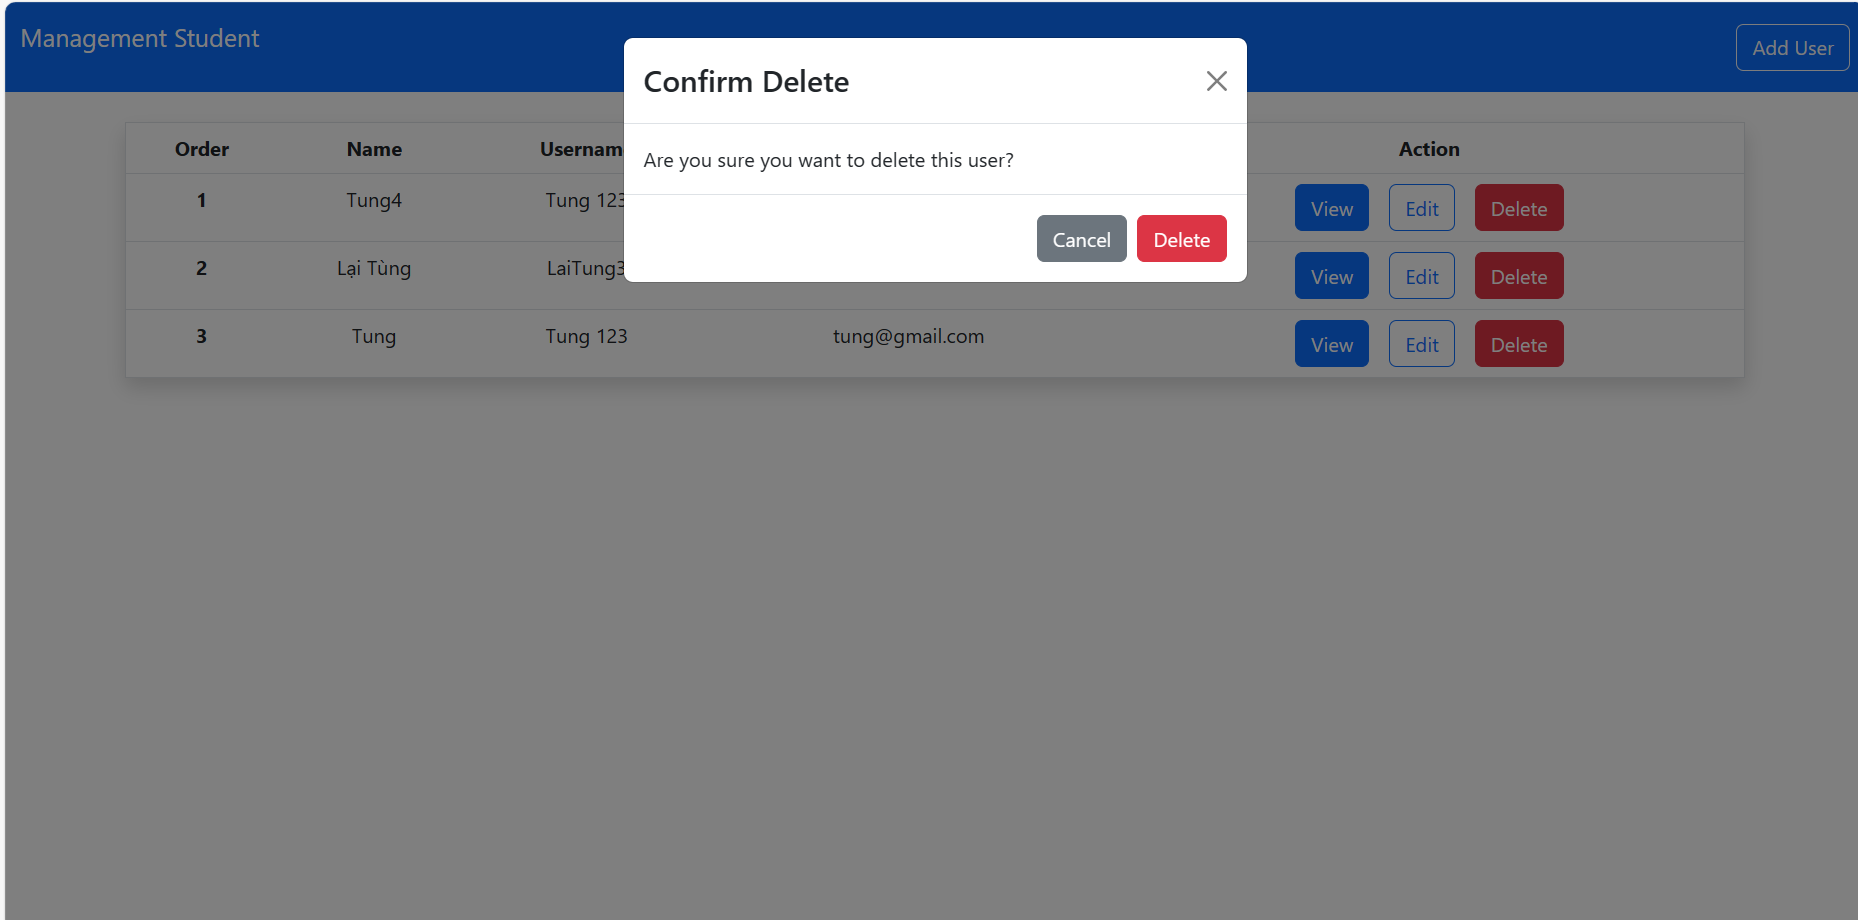 Management Student
Add User
Confirm Delete
Are you sure you want to delete this user?
Cancel Delete
Order Name Action
1 Tung4 Tung 123 View Edit Delete
2 Lại Tùng LaiTung3 View Edit Delete
3 Tung Tung 123 tung@gmail.com View Edit Delete